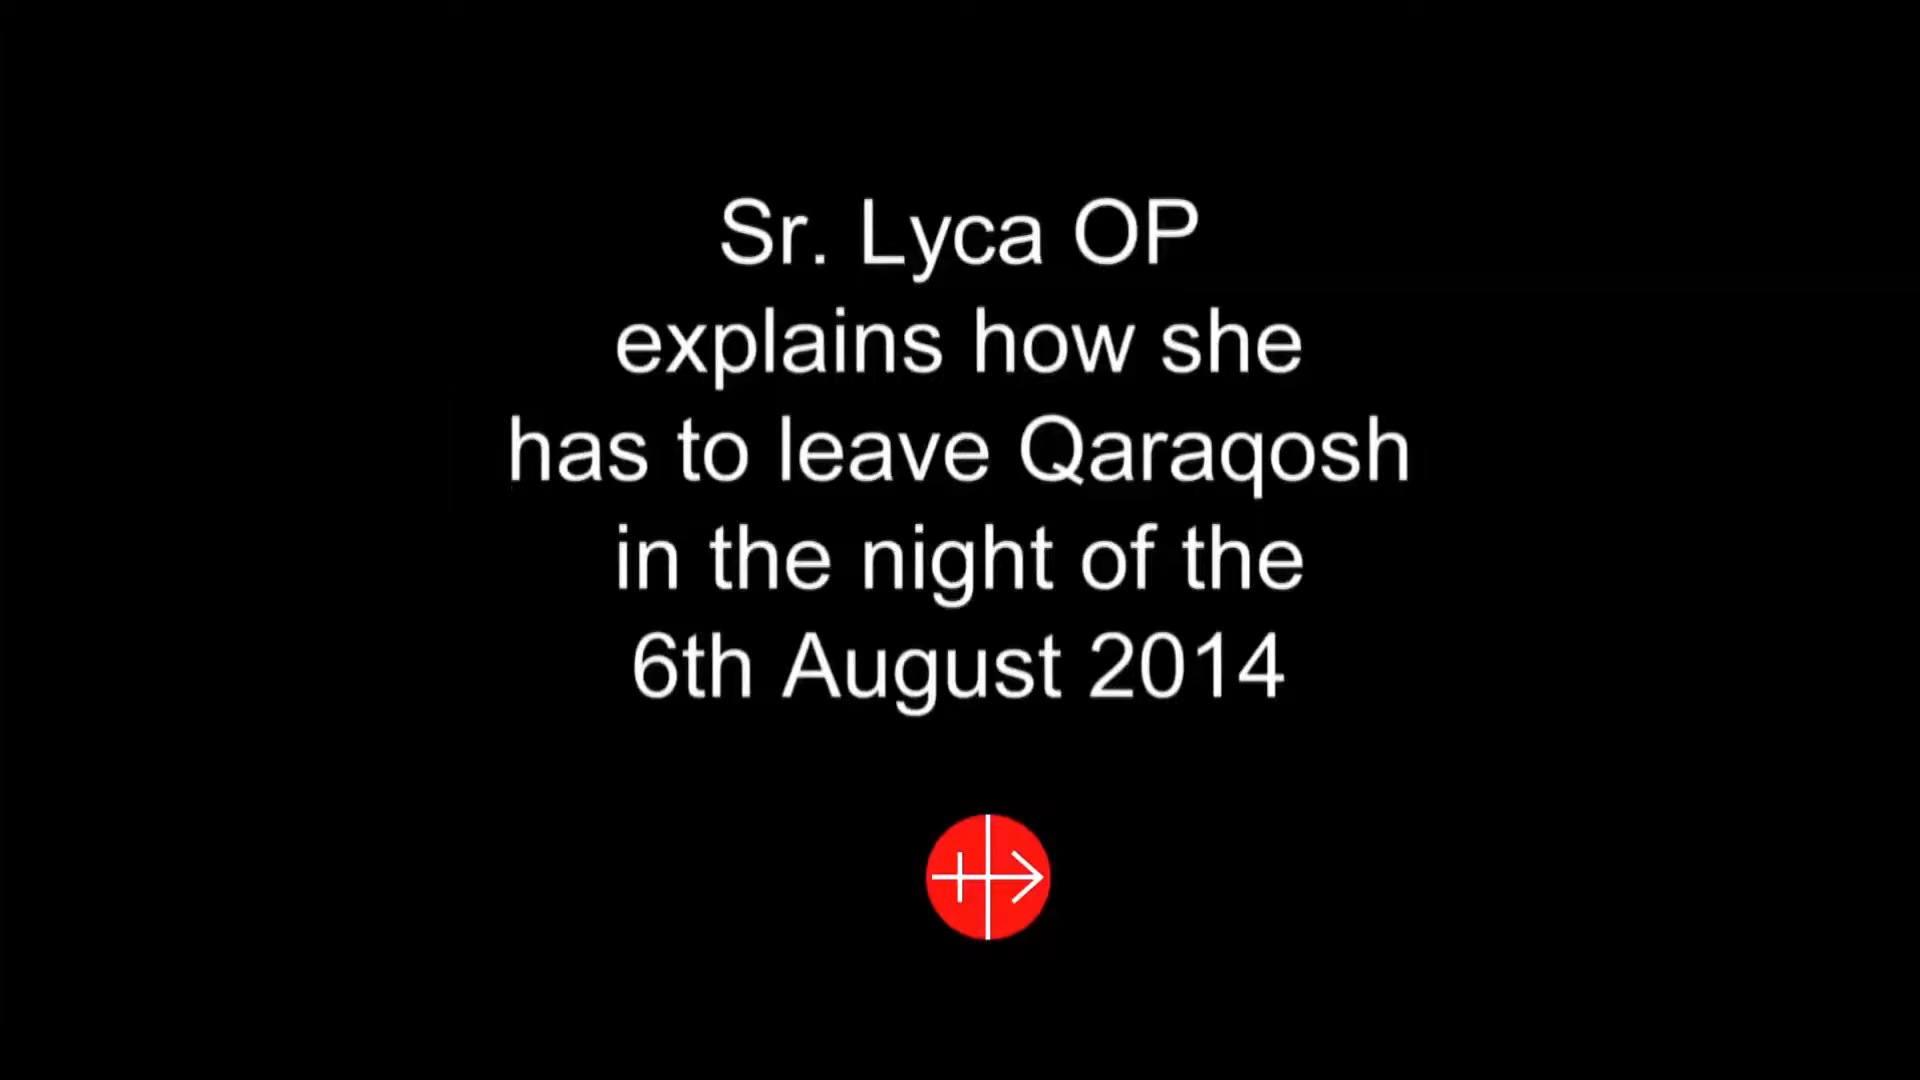 Sr. Lyca OP
explains how she
has to leave Qaraqosh
in the night of the
6th August 2014